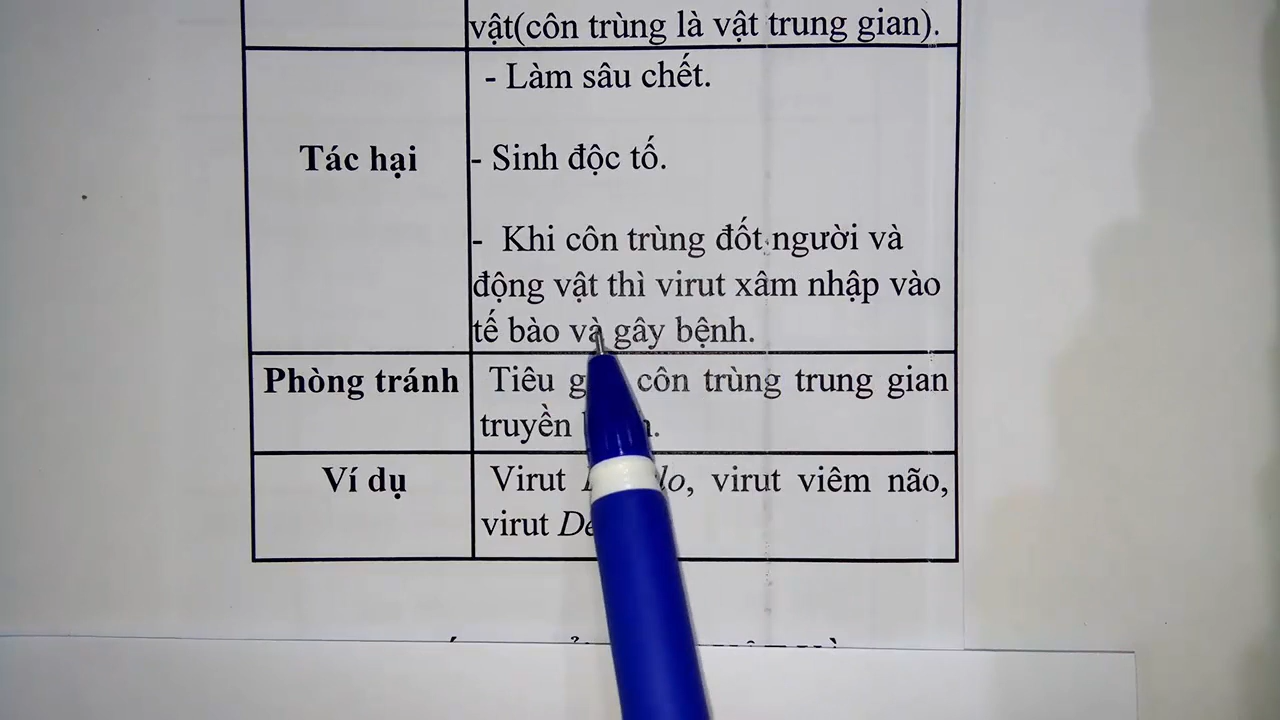 vật(côn trùng là vật trung gian).
- Làm sâu chết.
Tác hại
- Sinh độc tố.
- Khi côn trùng đốt người và
động vật thì virut xâm nhập vào
tế bào và gây bệnh.
Phòng tránh
Tiêu côn trùng trung gian
truyền
Ví dụ
Virut virut viêm não,
virut